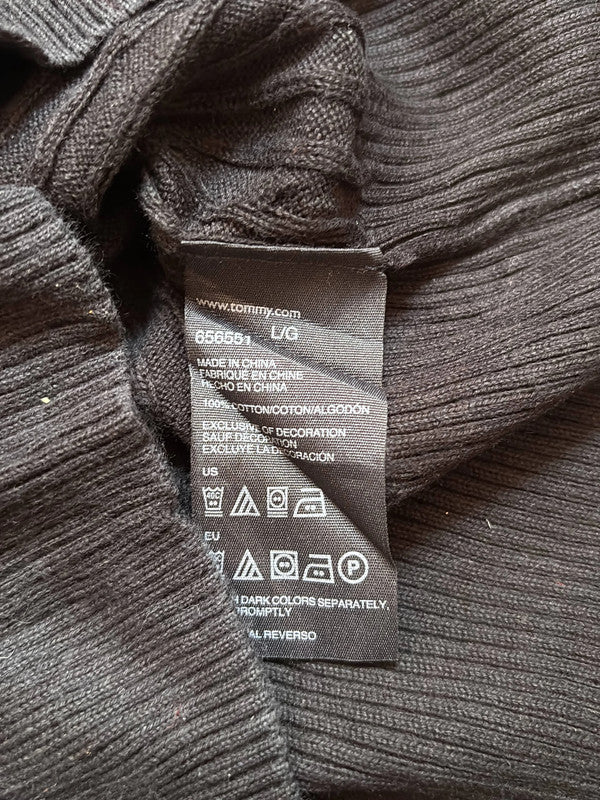 www.tommy.com
656551 L/G
MADE IN CHINA
FABRIQUE EN CHINE
HECHO EN CHINA
100% COTTON/COTON/ALGODÓN
EXCLUSIVE OF DECORATION
SAUF DÉCORATION
EXCLUYE LA DECORACIÓN
US
EU
P
DARK COLORS SEPARATELY,
PROMPTLY
REVERSO